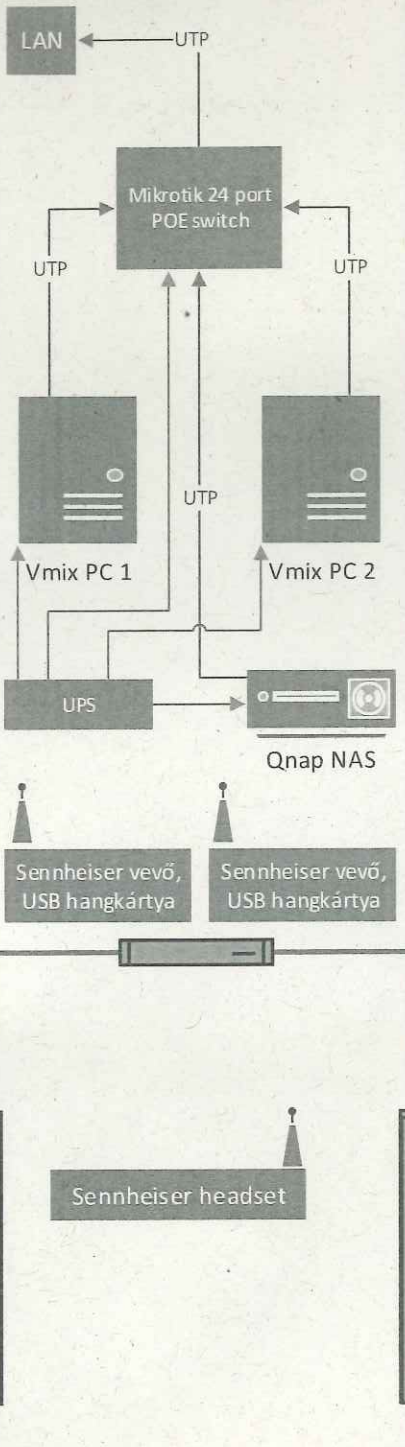 LAN
UTP
Mikrotik 24 port
POE switch
UTP
UTP
UTP
Vmix PC 1
Vmix PC 2
UPS
Qnap NAS
Sennheiser vevő,
USB hangkártya
Sennheiser vevő,
USB hangkártya
Sennheiser headset